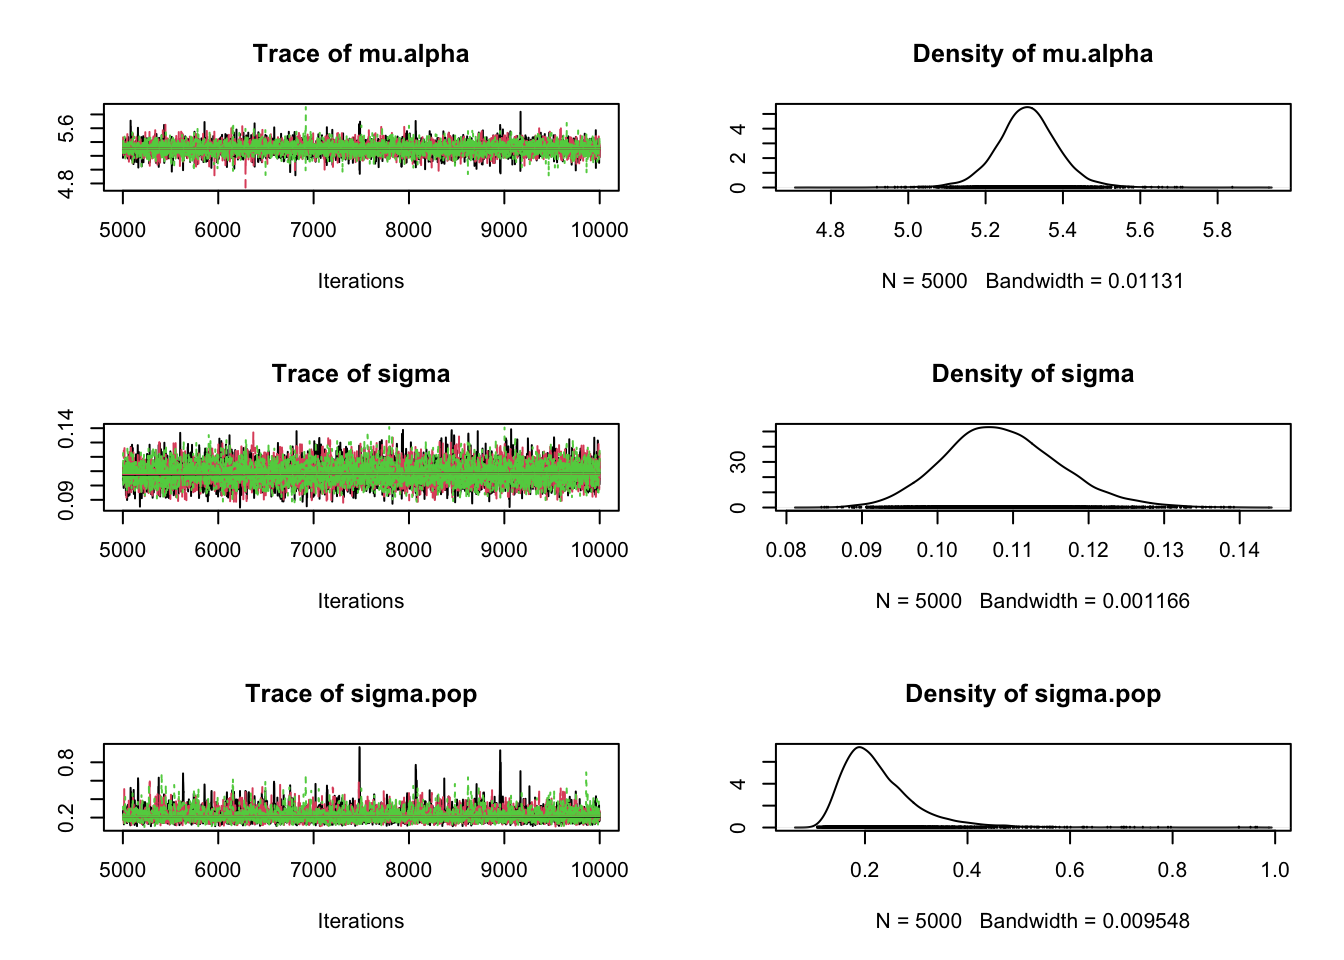 Trace of mu.alpha
5.6
4.8
5000 6000 7000 8000 9000 10000
Iterations
Density of mu.alpha
4
2
0
4.8 5.0 5.2 5.4 5.6 5.8
N = 5000 Bandwidth = 0.01131
Trace of sigma
0.14
0.09
5000 6000 7000 8000 9000 10000
Iterations
Density of sigma
30
0
0.08 0.09 0.10 0.11 0.12 0.13 0.14
N = 5000 Bandwidth = 0.001166
Trace of sigma.pop
0.8
0.2
5000 6000 7000 8000 9000 10000
Iterations
Density of sigma.pop
4
0
0.2 0.4 0.6 0.8 1.0
N = 5000 Bandwidth = 0.009548